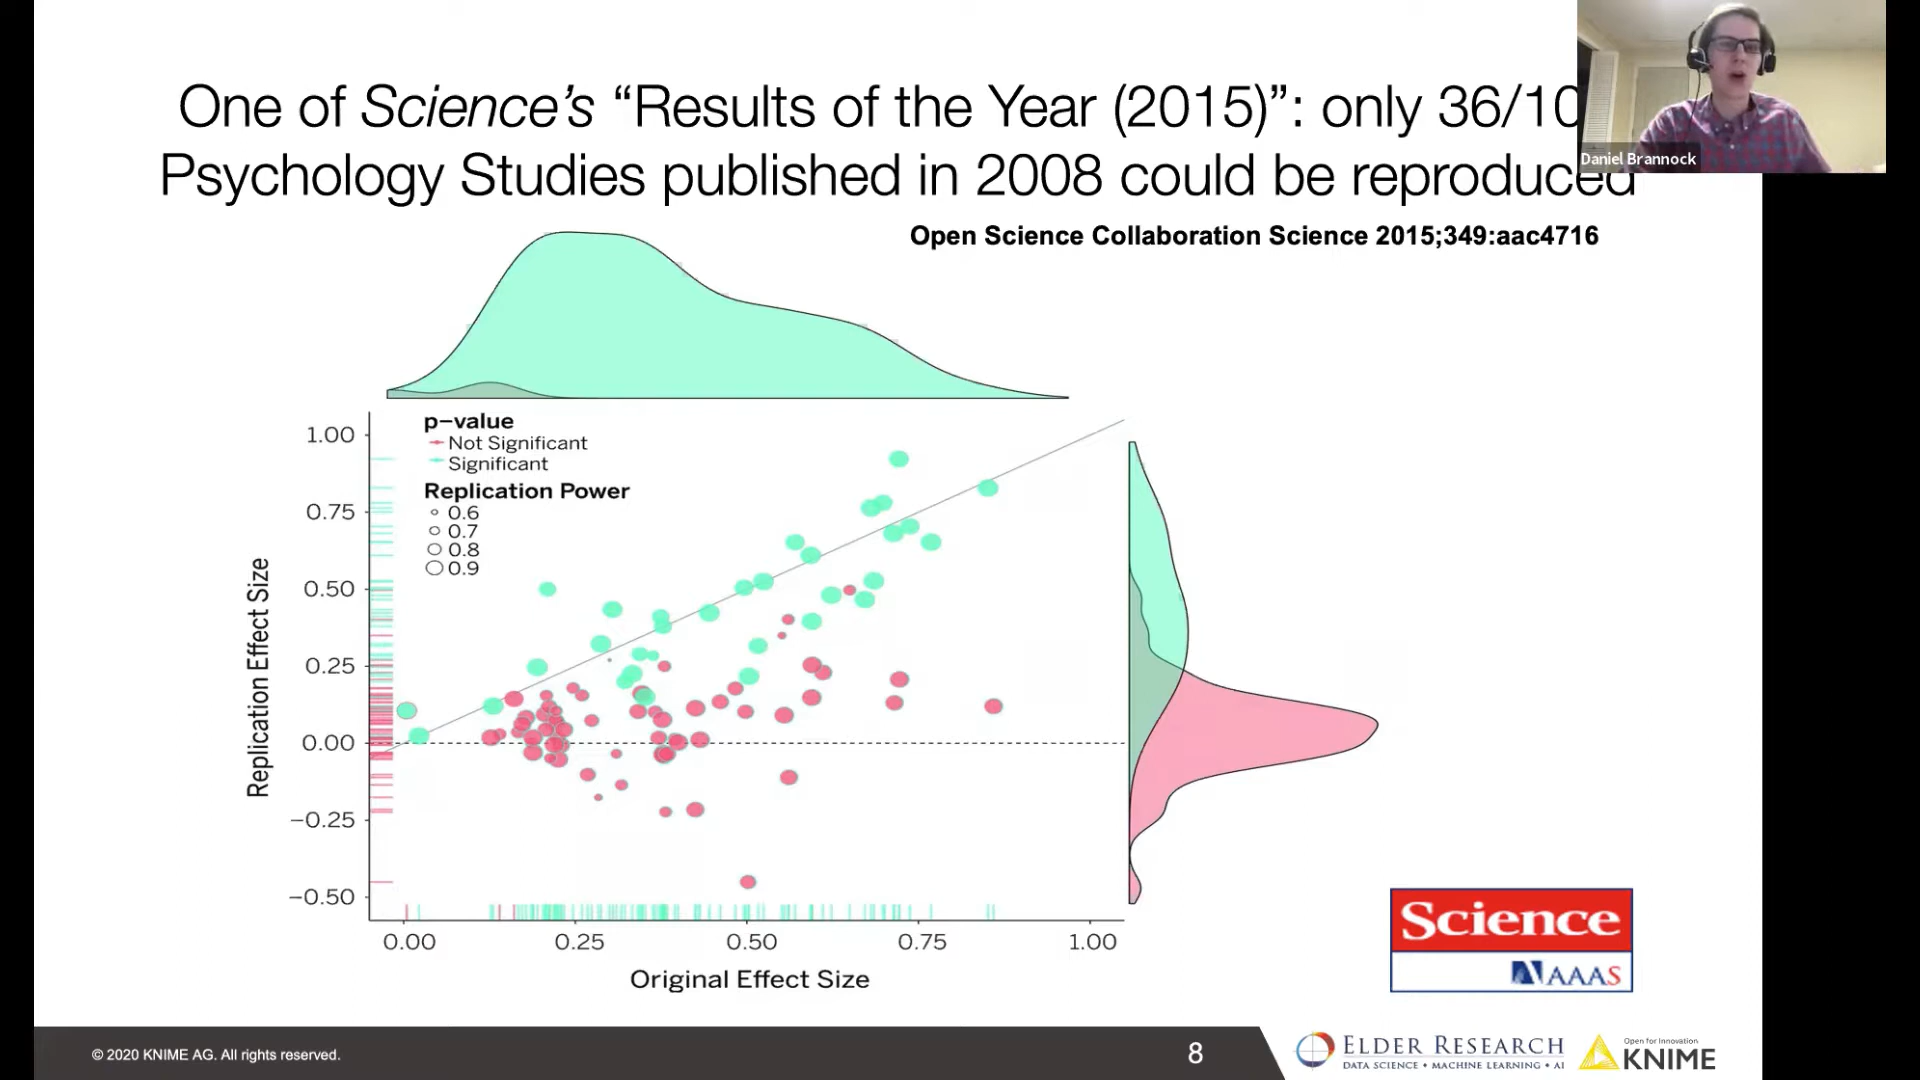 One of Science’s “Results of the Year (2015)”: only 36/10
Psychology Studies published in 2008 could be reproduced
Daniel Brannock
Open Science Collaboration Science 2015;349:aac4716
p−value
Not Significant
Significant
Replication Power
0.6
0.7
0.8
0.9
1.00
0.75
0.50
0.25
0.00
−0.25
−0.50
Replication Effect Size
0.00 0.25 0.50 0.75 1.00
Original Effect Size
Science
AAAS
© 2020 KNIME AG. All rights reserved.
8
ELDER RESEARCH
DATA SCIENCE • MACHINE LEARNING • AI
Open for Innovation
KNIME